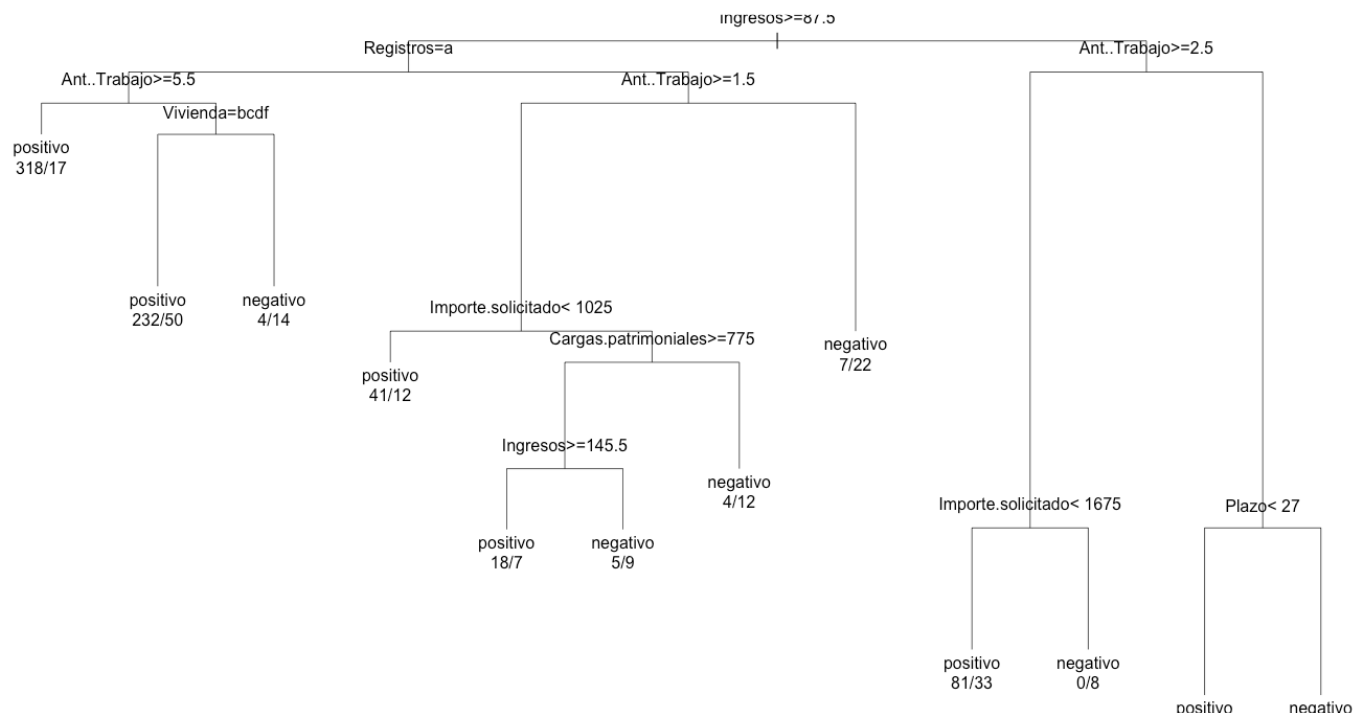 Ingresos>=87.5
Registros=a
Ant..Trabajo>=2.5
Ant..Trabajo>=5.5
Ant..Trabajo>=1.5
Vivienda=bcdf
positivo
318/17
positivo
232/50
negativo
4/14
Importe.solicitado< 1025
Cargas.patrimoniales>=775
negativo
7/22
positivo
41/12
Ingresos>=145.5
negativo
4/12
positivo
18/7
negativo
5/9
Importe.solicitado< 1675
Plazo< 27
positivo
81/33
negativo
0/8
positivo
negativo